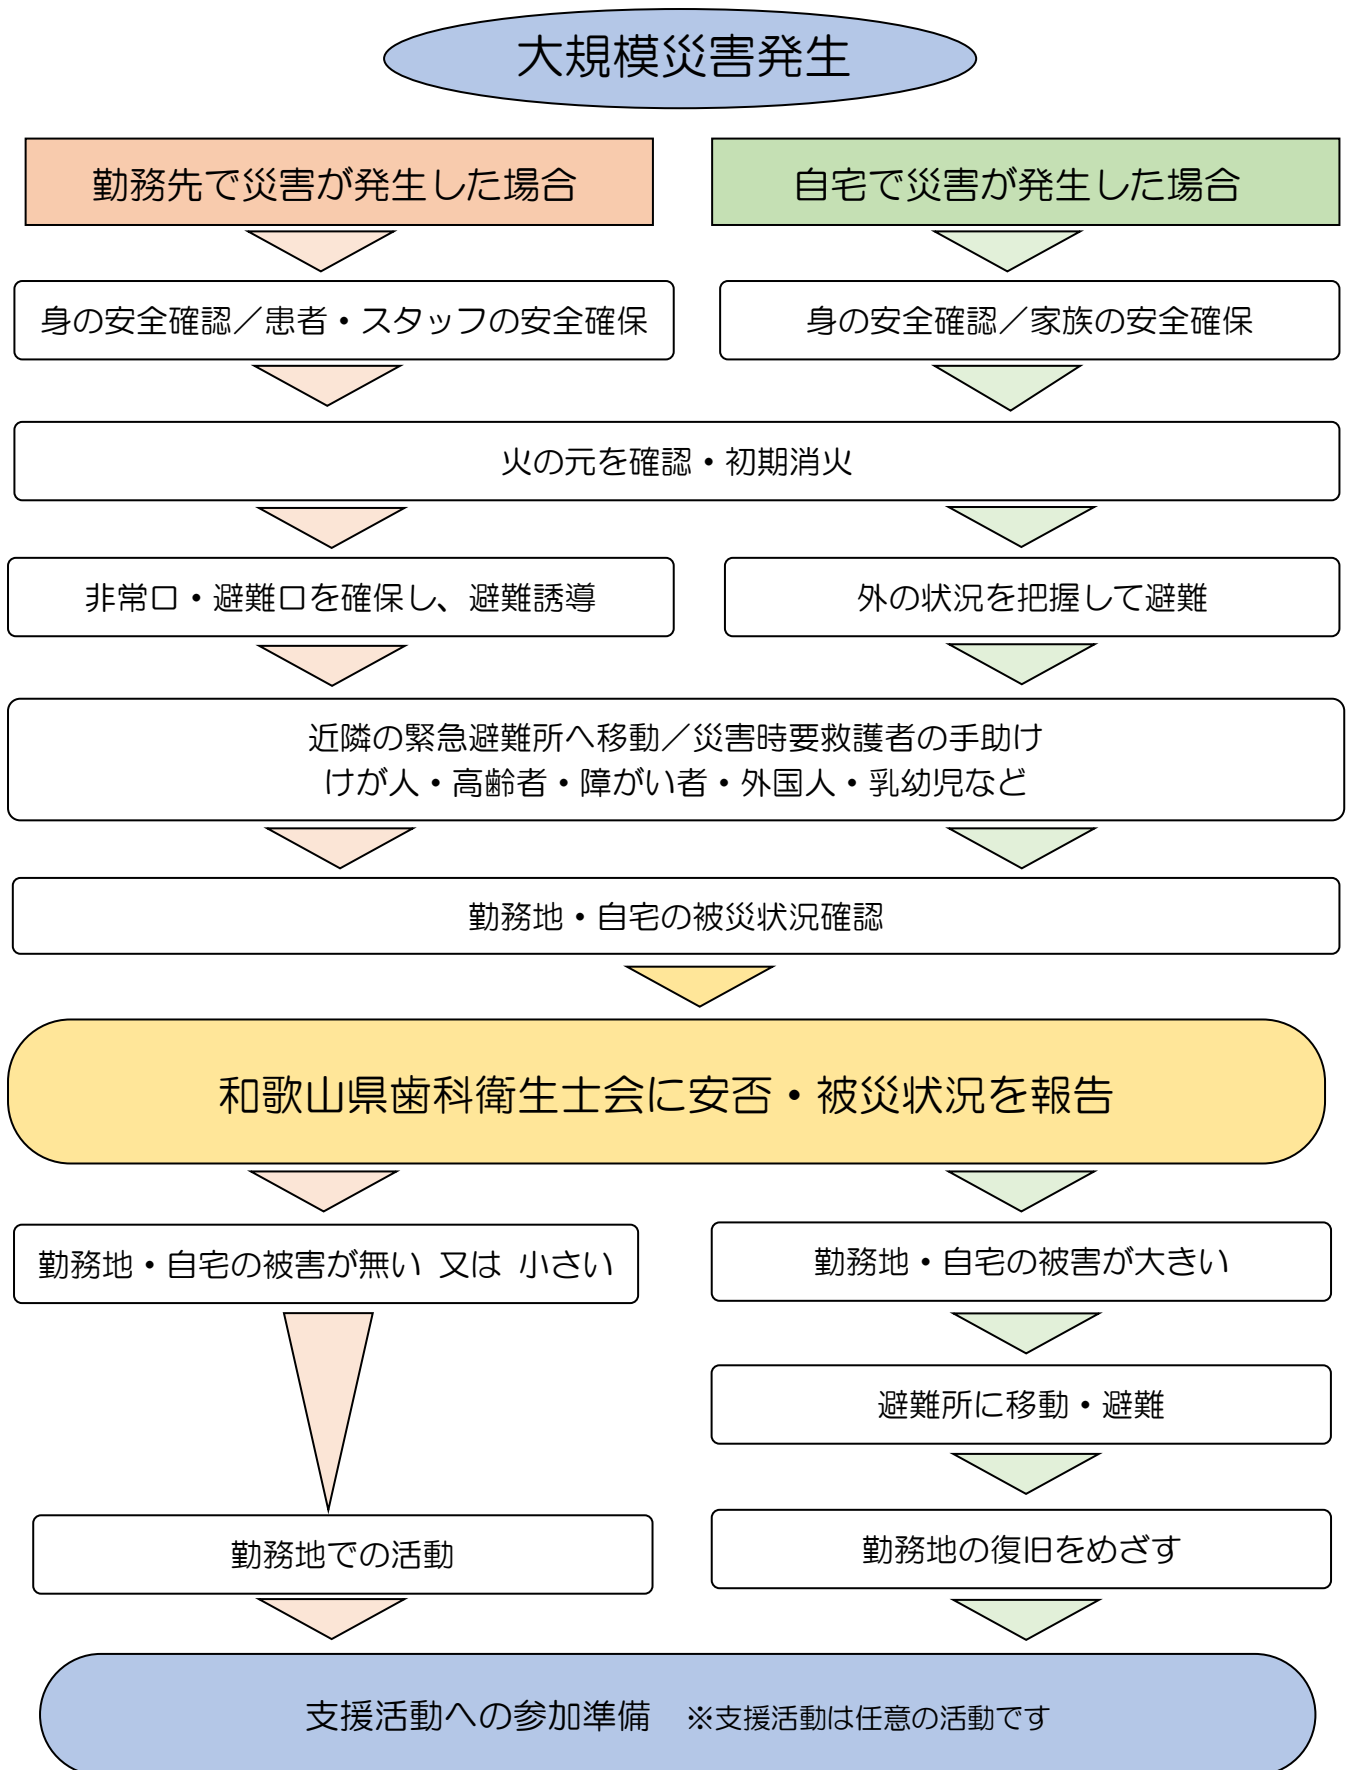 大規模災害発生
勤務先で災害が発生した場合
自宅で災害が発生した場合
身の安全確認／患者・スタッフの安全確保
身の安全確認／家族の安全確保
火の元を確認・初期消火
非常口・避難口を確保し、避難誘導
外の状況を把握して避難
近隣の緊急避難所へ移動／災害時要救護者の手助け
けが人・高齢者・障がい者・外国人・乳幼児など
勤務地・自宅の被災状況確認
和歌山県歯科衛生士会に安否・被災状況を報告
勤務地・自宅の被害が無い 又は 小さい
勤務地・自宅の被害が大きい
避難所に移動・避難
勤務地での活動
勤務地の復旧をめざす
支援活動への参加準備　※支援活動は任意の活動です